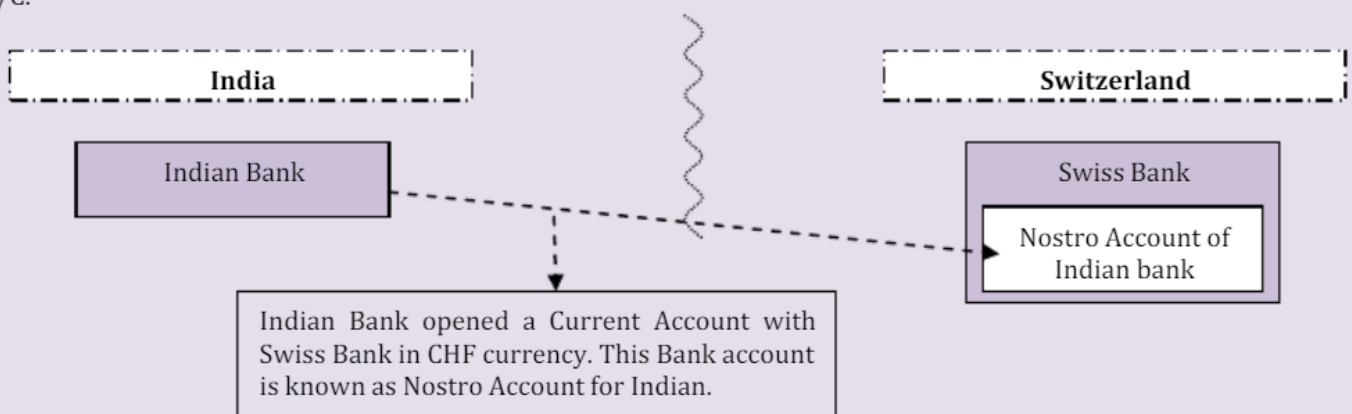 India
Switzerland
Indian Bank
Swiss Bank
Nostro Account of
Indian bank
Indian Bank opened a Current Account with
Swiss Bank in CHF currency. This Bank account
is known as Nostro Account for Indian.